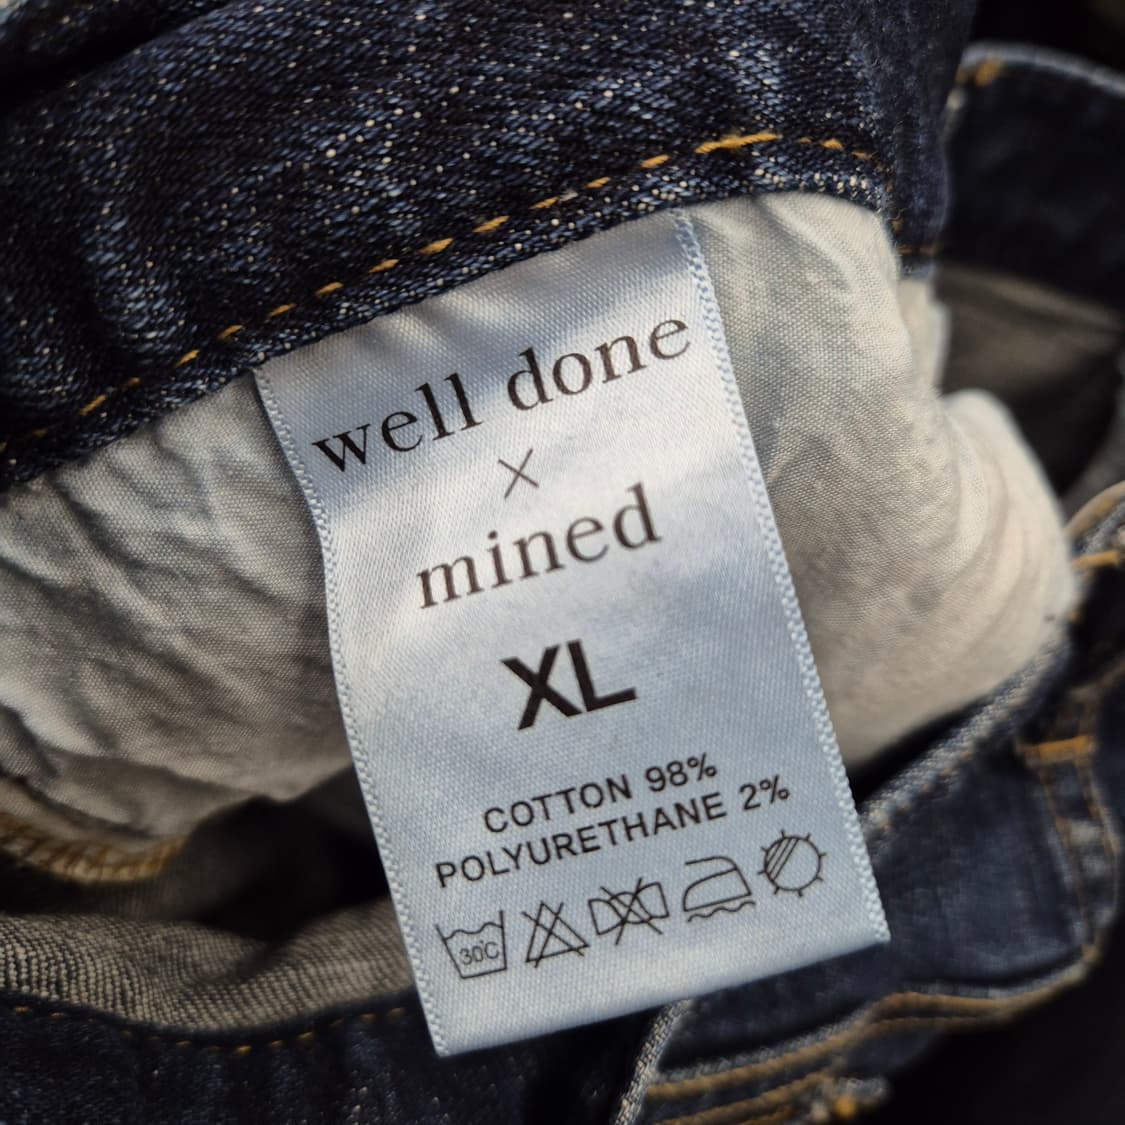 well done
×
mined
XL
COTTON 98%
POLYURETHANE 2%
30℃